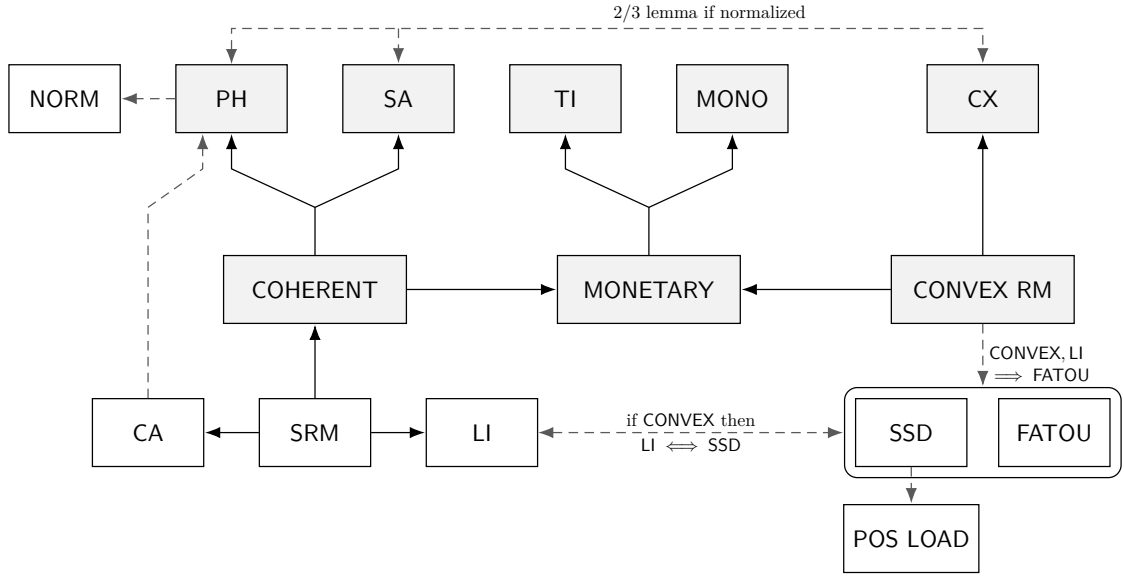 2/3 lemma if normalized
NORM
PH
SA
TI
MONO
CX
COHERENT
MONETARY
CONVEX RM
CONVEX, LI
⟹ FATOU
CA
SRM
LI
if CONVEX then
LI ⟺ SSD
SSD
FATOU
POS LOAD